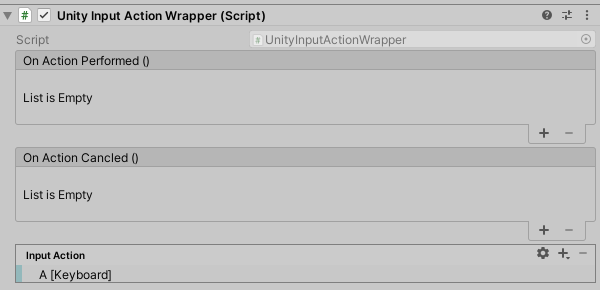 Unity Input Action Wrapper (Script)
Script UnityInputActionWrapper
On Action Performed ()
List is Empty
On Action Cancled ()
List is Empty
Input Action
A [Keyboard]